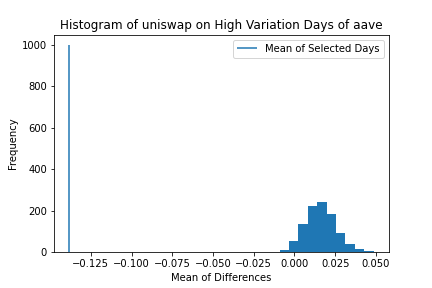 Histogram of uniswap on High Variation Days of aave
Mean of Selected Days
Frequency
1000
800
600
400
200
0
−0.125 −0.100 −0.075 −0.050 −0.025 0.000 0.025 0.050
Mean of Differences